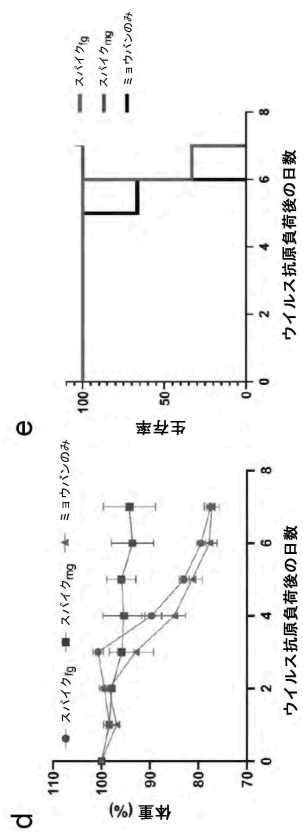 d
スパイクfg
スパイクmg
ミョウバンのみ
体重 (%)
110
100
90
80
70
0
2
4
6
8
ウイルス抗原負荷後の日数
e
スパイクfg
スパイクmg
ミョウバンのみ
生存率
100
50
0
0
2
4
6
8
ウイルス抗原負荷後の日数